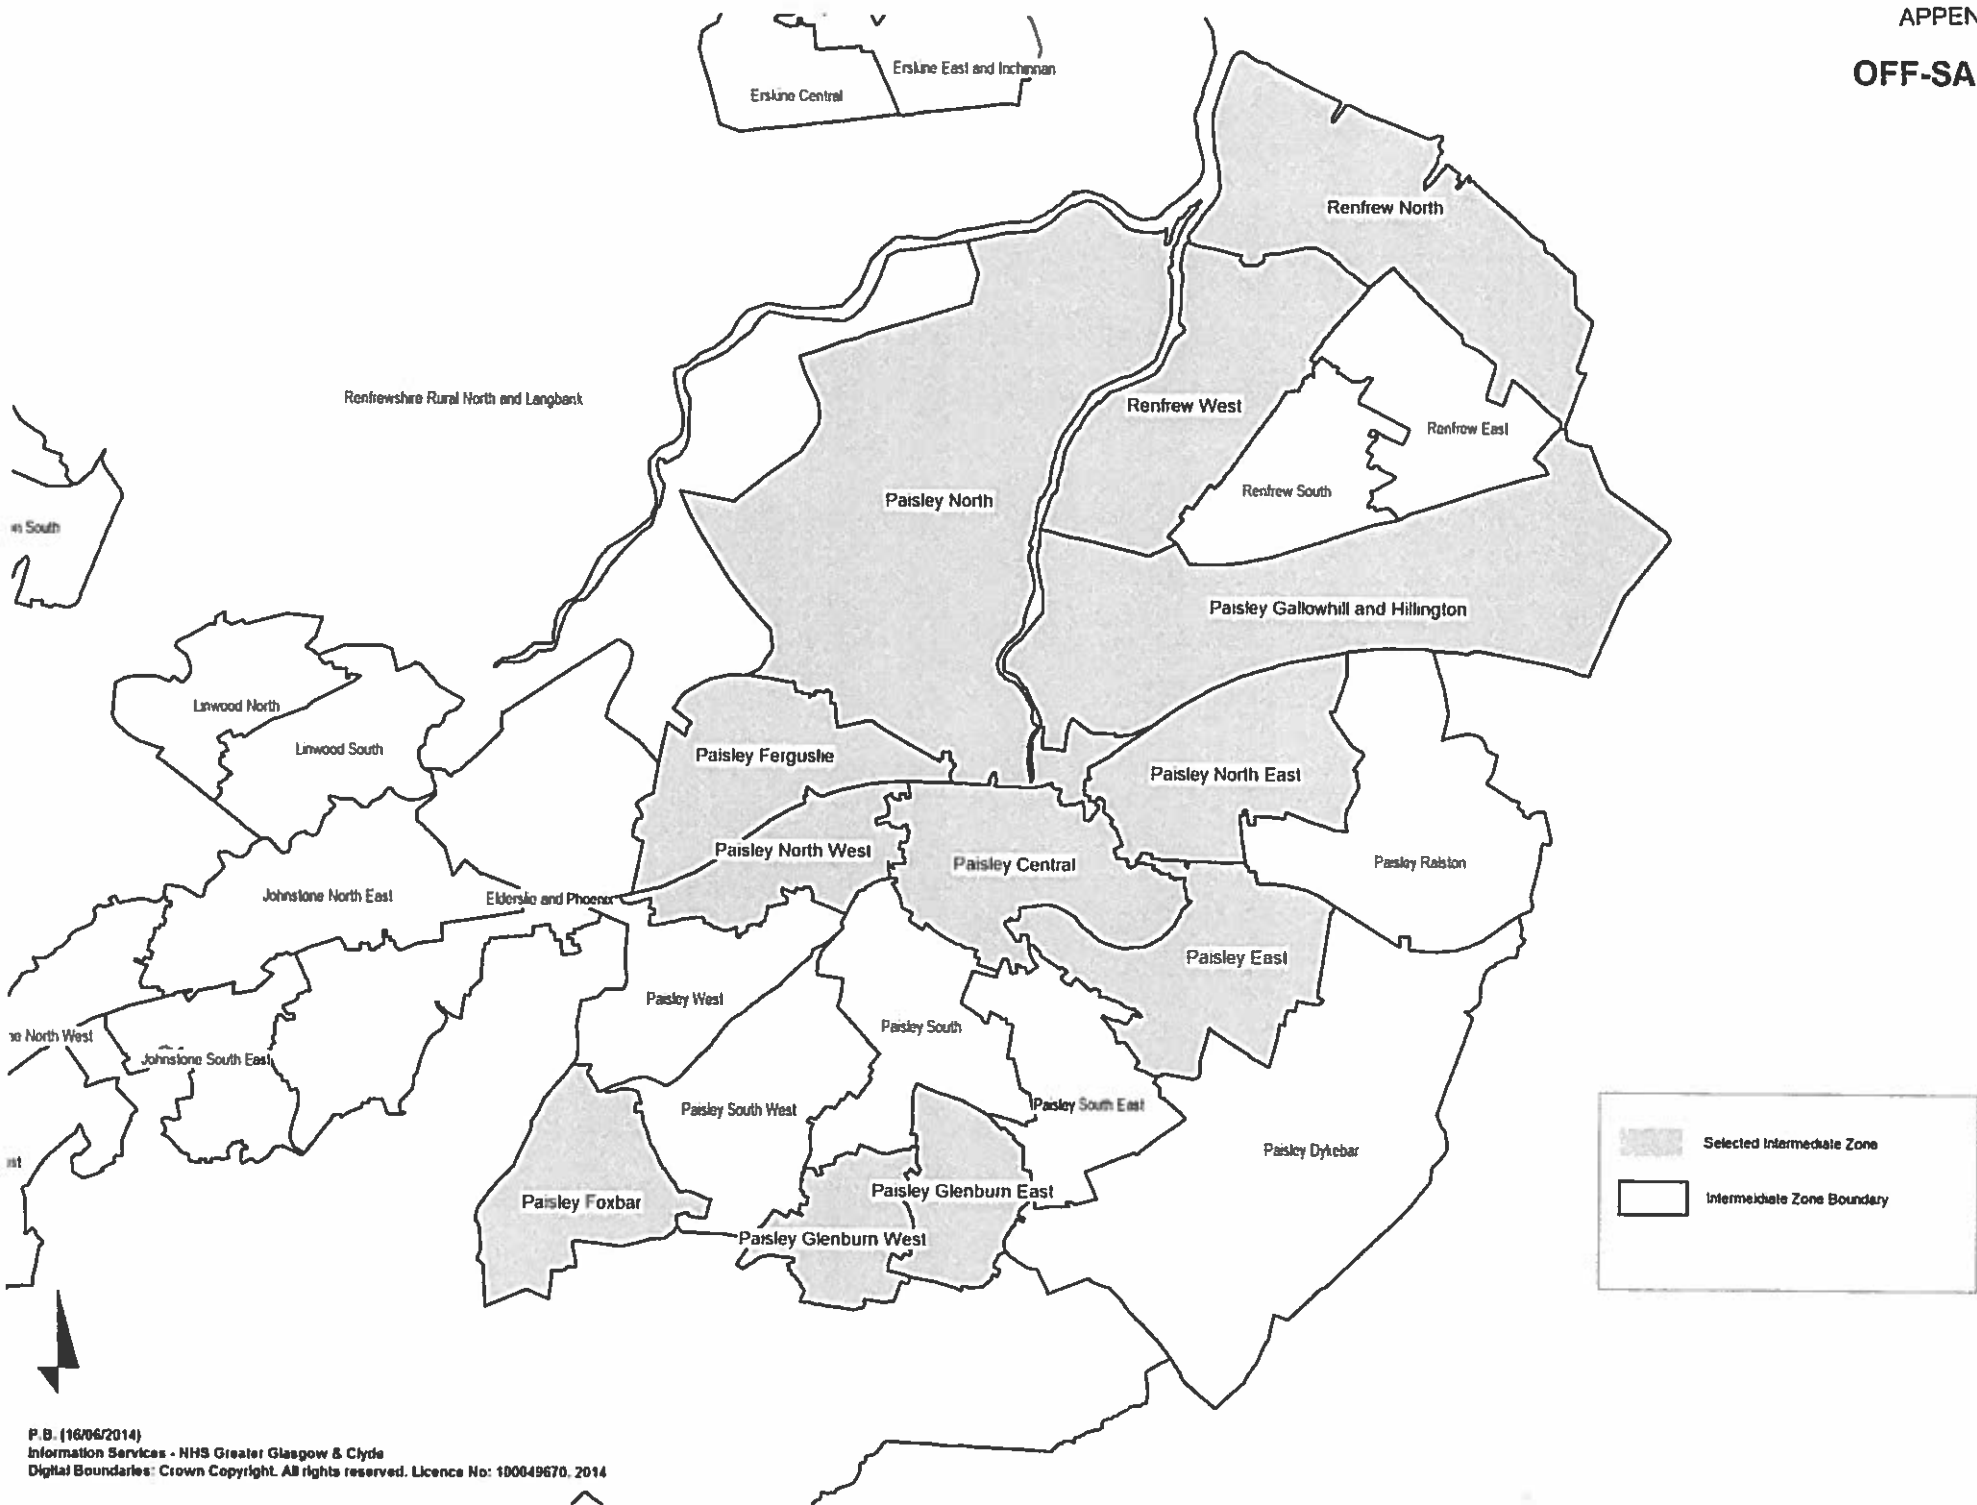 APPEN
OFF-SA
Erskine East and Inchinnan
Erskine Central
Renfrew North
Renfrewshire Rural North and Langbank
Renfrew West
Renfrew East
Renfrew South
Paisley North
South
Paisley Gallowhill and Hillington
Linwood North
Linwood South
Paisley Ferguslie
Paisley North East
Paisley North West
Paisley Central
Paisley Ralston
Johnstone North East
Elderslie and Phoenix
Paisley East
Paisley West
Paisley South
ne North West
Johnstone South East
Paisley South West
Paisley South East
Paisley Dykebar
Selected Intermediate Zone
Paisley Glenburn East
Paisley Foxbar
Intermediate Zone Boundary
Paisley Glenburn West
P.B. (16/06/2014)
Information Services - NHS Greater Glasgow & Clyde
Digital Boundaries: Crown Copyright. All rights reserved. Licence No: 100049670. 2014